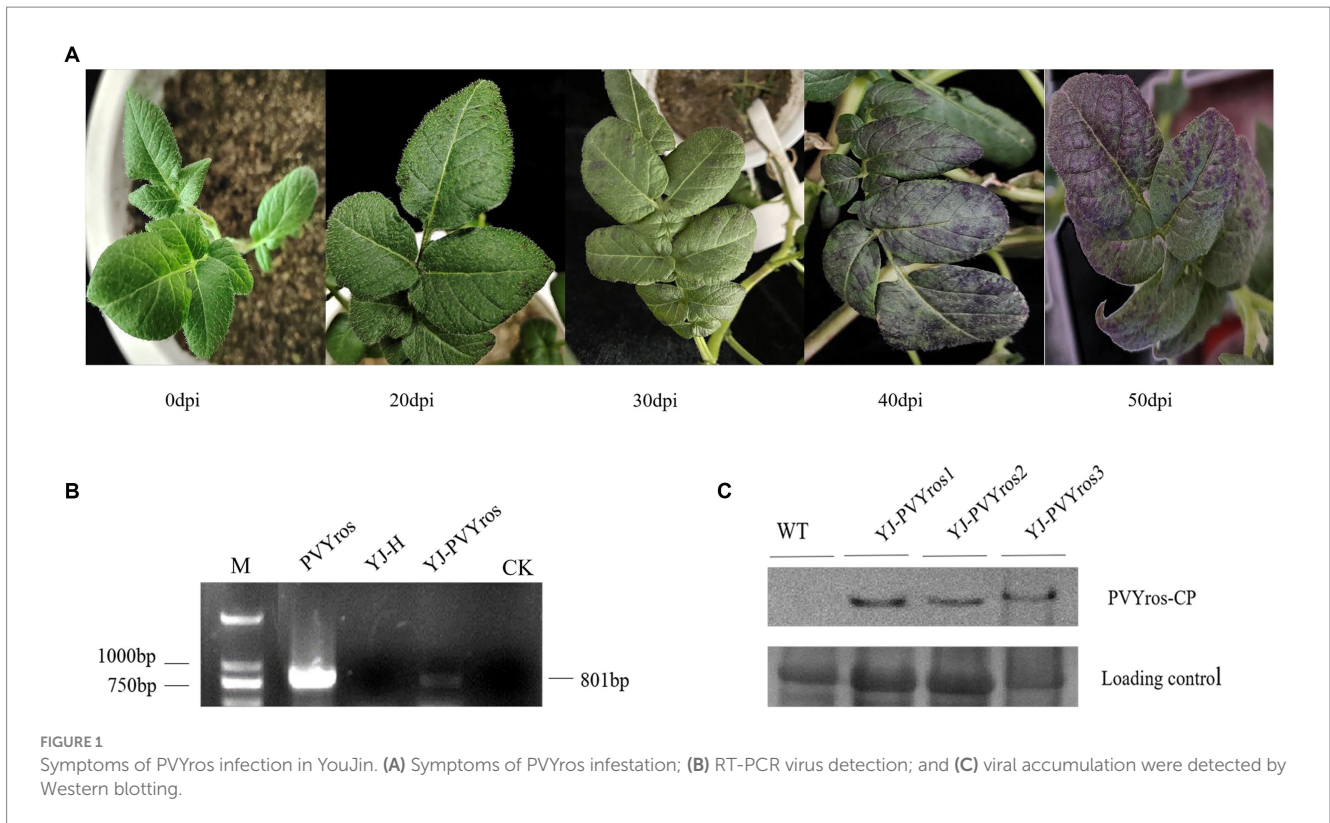 A
0dpi 20dpi 30dpi 40dpi 50dpi
B
M PVYros YJ-H YJ-PVYros CK
1000bp
750bp
801bp
C
WT YJ-PVYros1 YJ-PVYros2 YJ-PVYros3
PVYros-CP
Loading control
FIGURE 1
Symptoms of PVYros infection in YouJin. (A) Symptoms of PVYros infestation; (B) RT-PCR virus detection; and (C) viral accumulation were detected by
Western blotting.